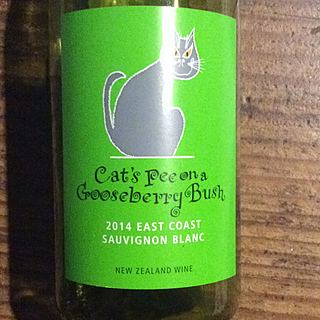 Cat's Pee on a
Gooseberry Bush
2014 EAST COAST
SAUVIGNON BLANC
NEW ZEALAND WINE